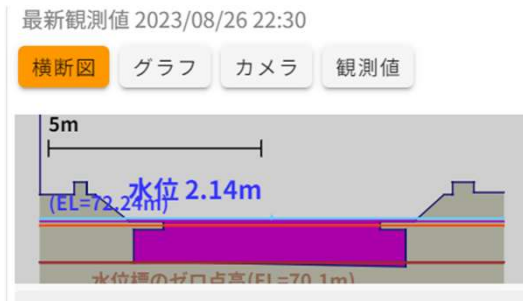 最新観測値 2023/08/26 22:30
横断図 グラフ カメラ 観測値
5m
水位 2.14m
(EL=72.24m)
水位標のゼロ点高(EL=70.1m)